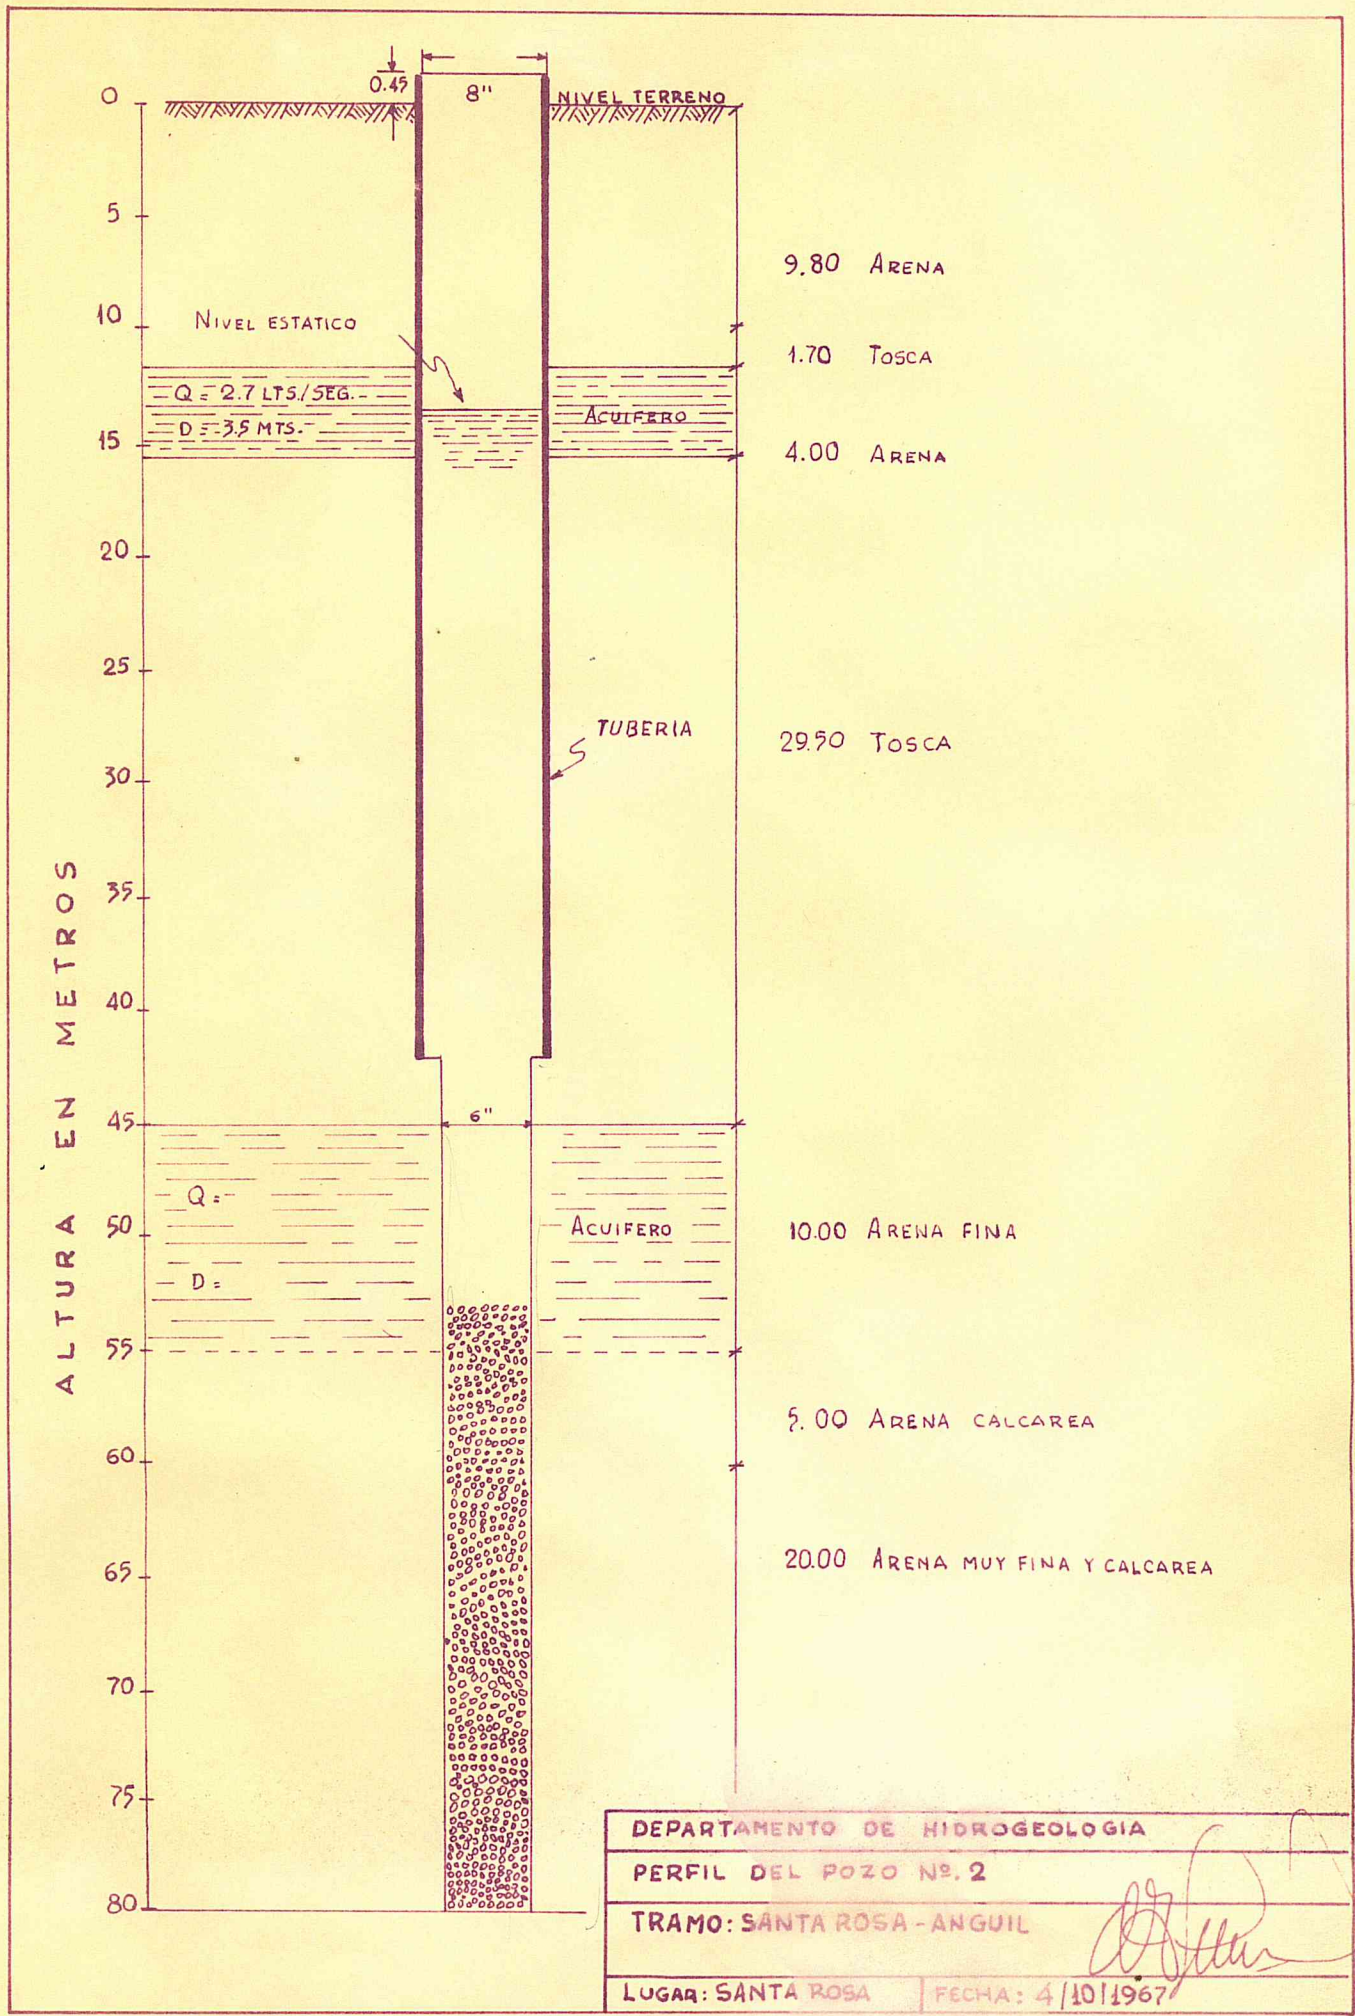 0.45
8"
NIVEL TERRENO
0
5
9.80 ARENA
10
NIVEL ESTATICO
1.70 TOSCA
Q = 2.7 LTS./SEG.
ACUIFERO
D = 3.5 MTS.
15
4.00 ARENA
20
25
TUBERIA
29.50 TOSCA
30
35
40
ALTURA EN METROS
45
6"
Q =
50
ACUIFERO
10.00 ARENA FINA
D =
55
5.00 ARENA CALCAREA
60
20.00 ARENA MUY FINA Y CALCAREA
65
70
75
80
DEPARTAMENTO DE HIDROGEOLOGIA
PERFIL DEL POZO Nº. 2
TRAMO: SANTA ROSA - ANGUIL
LUGAR: SANTA ROSA FECHA: 4/10/1967